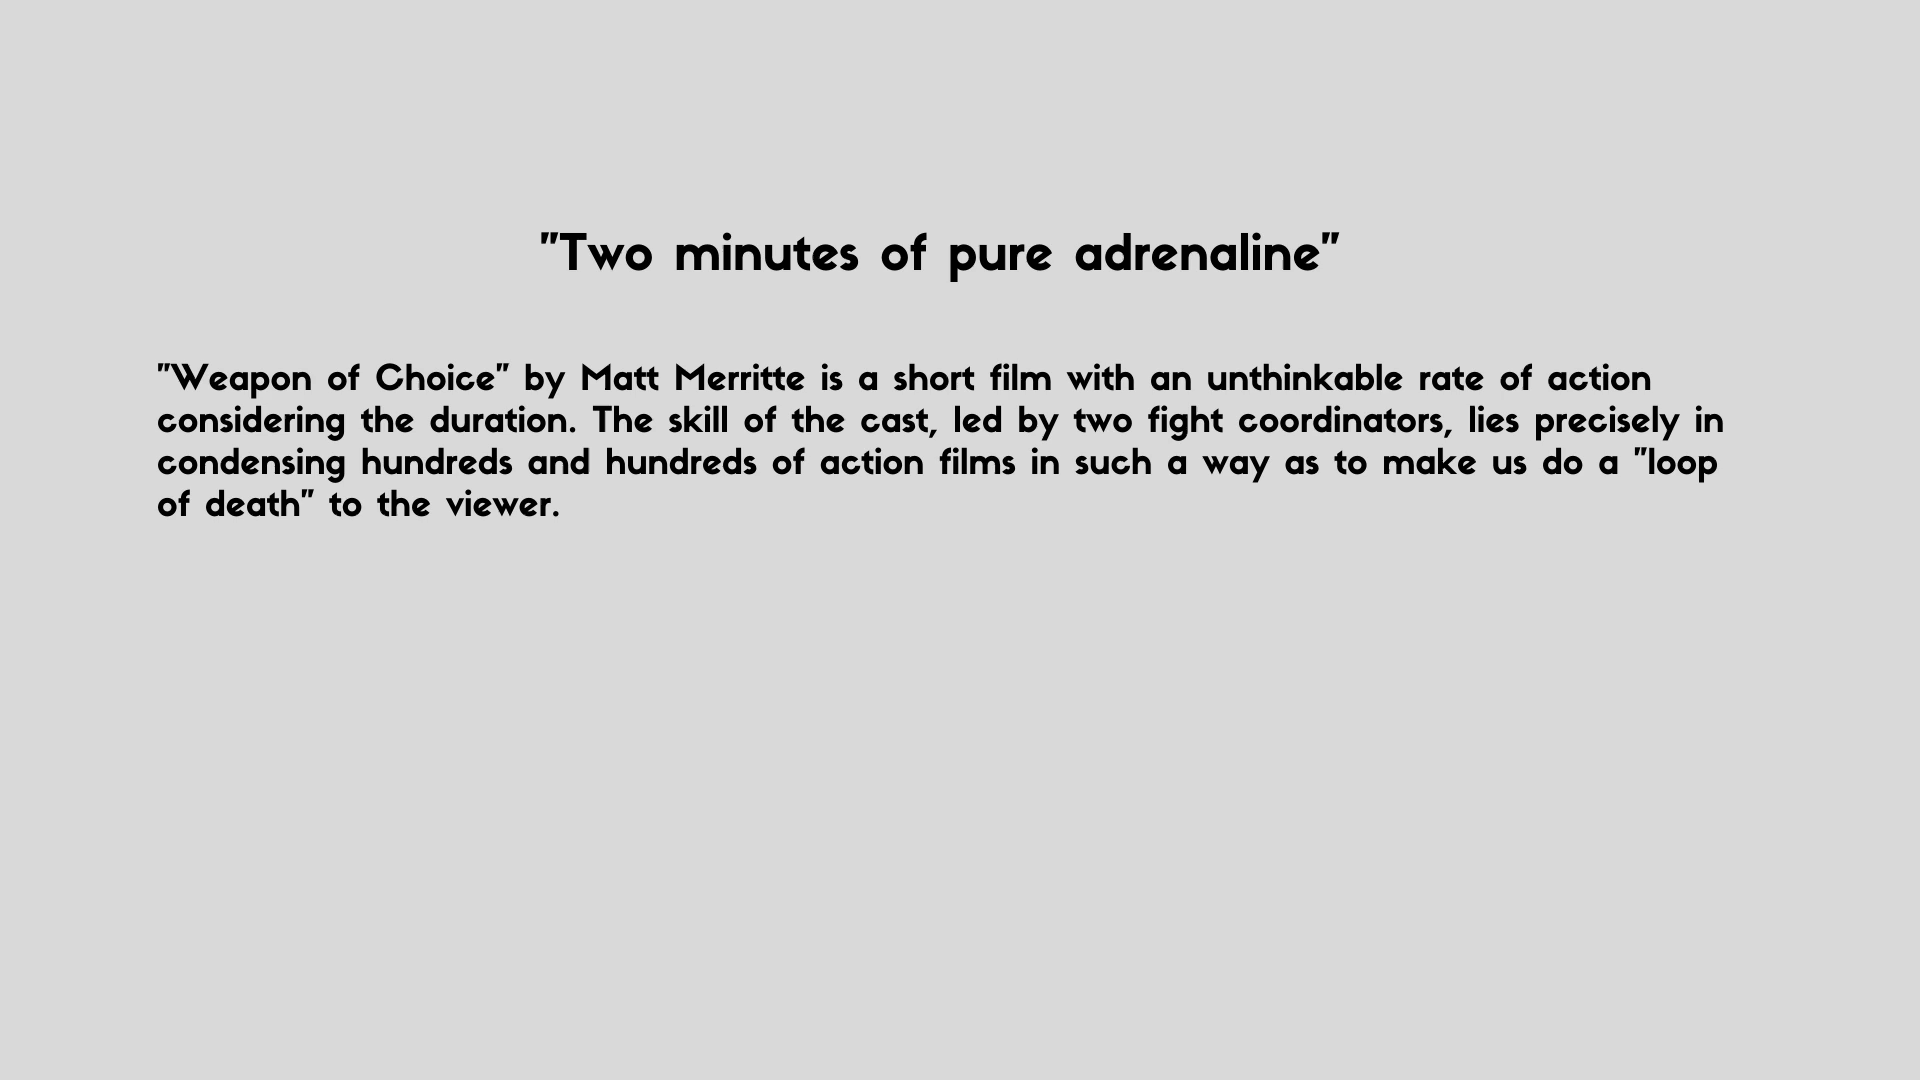 "Two minutes of pure adrenaline"
"Weapon of Choice" by Matt Merritte is a short film with an unthinkable rate of action
considering the duration. The skill of the cast, led by two fight coordinators, lies precisely in
condensing hundreds and hundreds of action films in such a way as to make us do a "loop
of death" to the viewer.